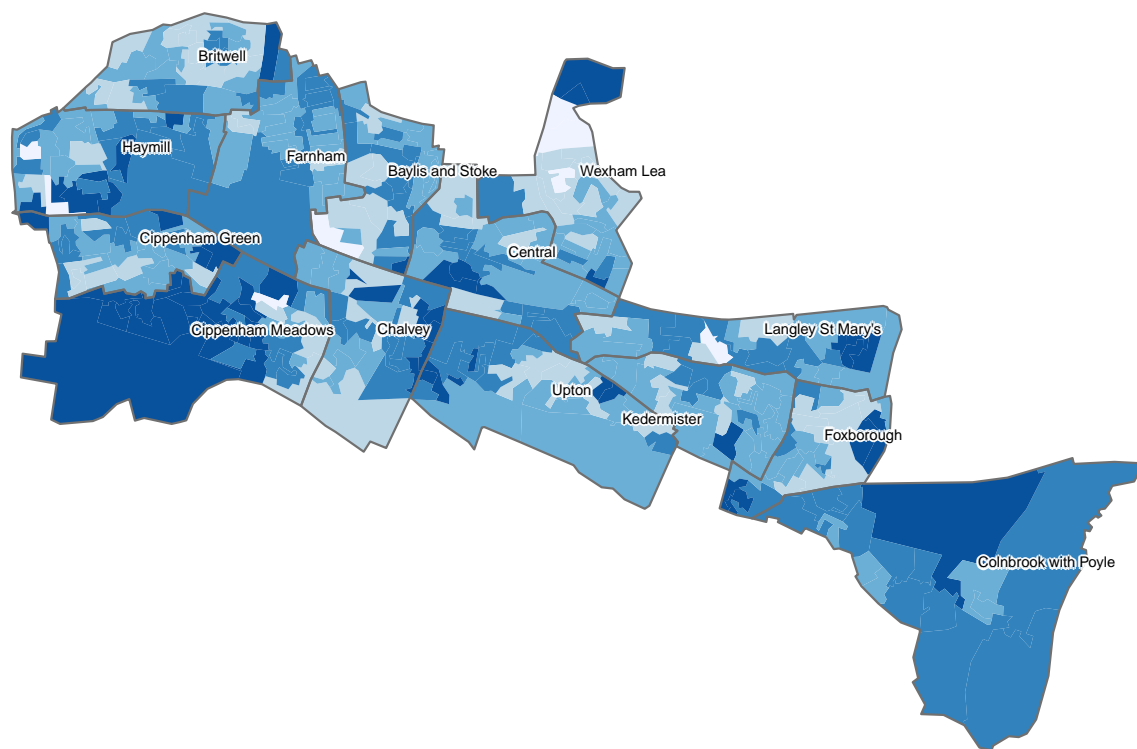 Britwell
Haymill
Farnham
Baylis and Stoke
Wexham Lea
Cippenham Green
Central
Cippenham Meadows
Chalvey
Langley St Mary's
Upton
Kedermister
Foxborough
Colnbrook with Poyle